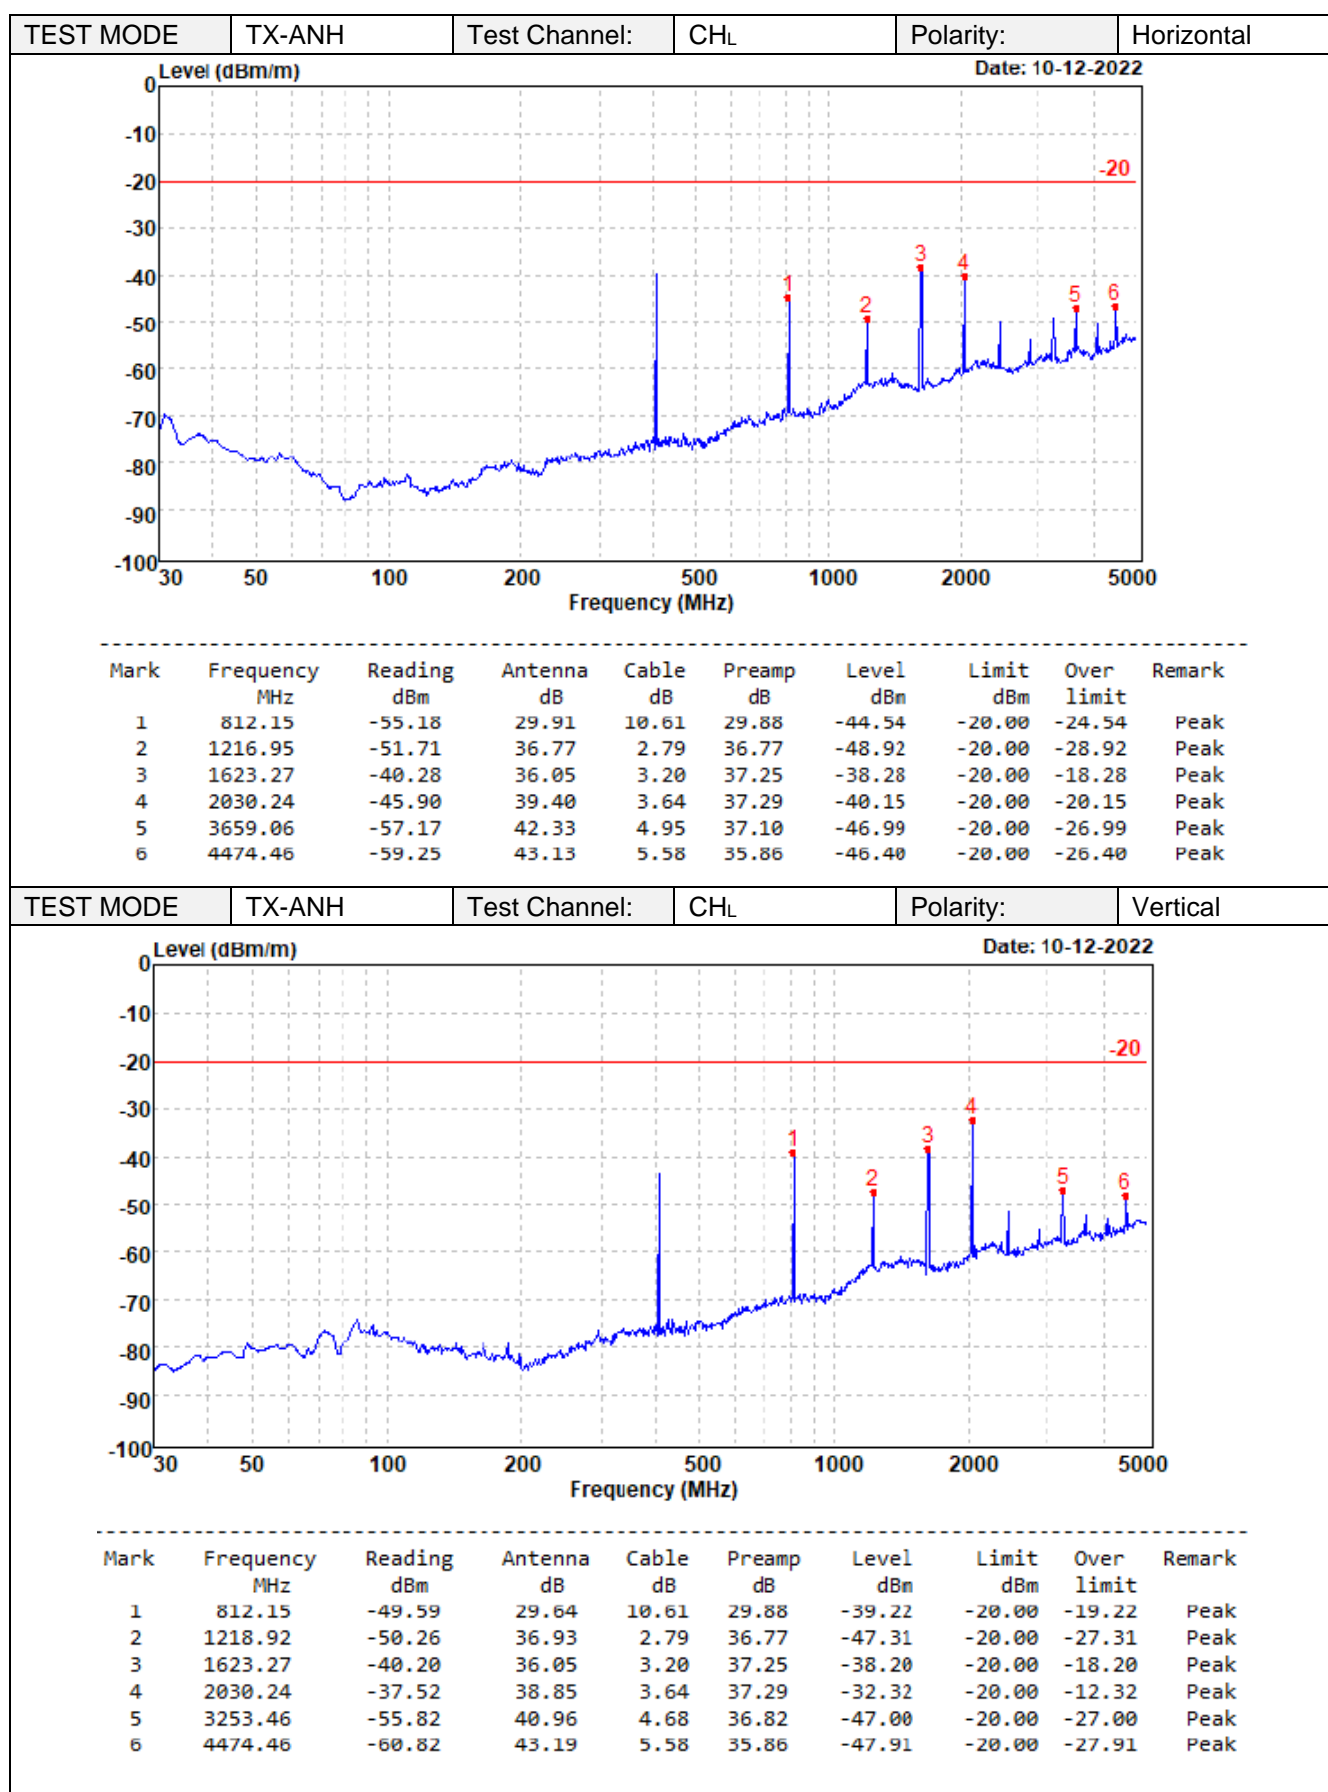 TEST MODE TX-ANH Test Channel: CHL Polarity: Horizontal
Level (dBm/m) Date: 10-12-2022
0
-10
-20
-20
-30
3
4
-40
1
2
5
6
-50
-60
-70
-80
-90
-100
30 50 100 200 500 1000 2000 5000
Frequency (MHz)
Mark Frequency Reading Antenna Cable Preamp Level Limit Over Remark
MHz dBm dB dB dB dBm dBm limit
1 812.15 -55.18 29.91 10.61 29.88 -44.54 -20.00 -24.54 Peak
2 1216.95 -51.71 36.77 2.79 36.77 -48.92 -20.00 -28.92 Peak
3 1623.27 -40.28 36.05 3.20 37.25 -38.28 -20.00 -18.28 Peak
4 2030.24 -45.90 39.40 3.64 37.29 -40.15 -20.00 -20.15 Peak
5 3659.06 -57.17 42.33 4.95 37.10 -46.99 -20.00 -26.99 Peak
6 4474.46 -59.25 43.13 5.58 35.86 -46.40 -20.00 -26.40 Peak
TEST MODE TX-ANH Test Channel: CHL Polarity: Vertical
Level (dBm/m) Date: 10-12-2022
0
-10
-20
-20
-30
4
1
3
-40
2
5
6
-50
-60
-70
-80
-90
-100
30 50 100 200 500 1000 2000 5000
Frequency (MHz)
Mark Frequency Reading Antenna Cable Preamp Level Limit Over Remark
MHz dBm dB dB dB dBm dBm limit
1 812.15 -49.59 29.64 10.61 29.88 -39.22 -20.00 -19.22 Peak
2 1218.92 -50.26 36.93 2.79 36.77 -47.31 -20.00 -27.31 Peak
3 1623.27 -40.20 36.05 3.20 37.25 -38.20 -20.00 -18.20 Peak
4 2030.24 -37.52 38.85 3.64 37.29 -32.32 -20.00 -12.32 Peak
5 3253.46 -55.82 40.96 4.68 36.82 -47.00 -20.00 -27.00 Peak
6 4474.46 -60.82 43.19 5.58 35.86 -47.91 -20.00 -27.91 Peak